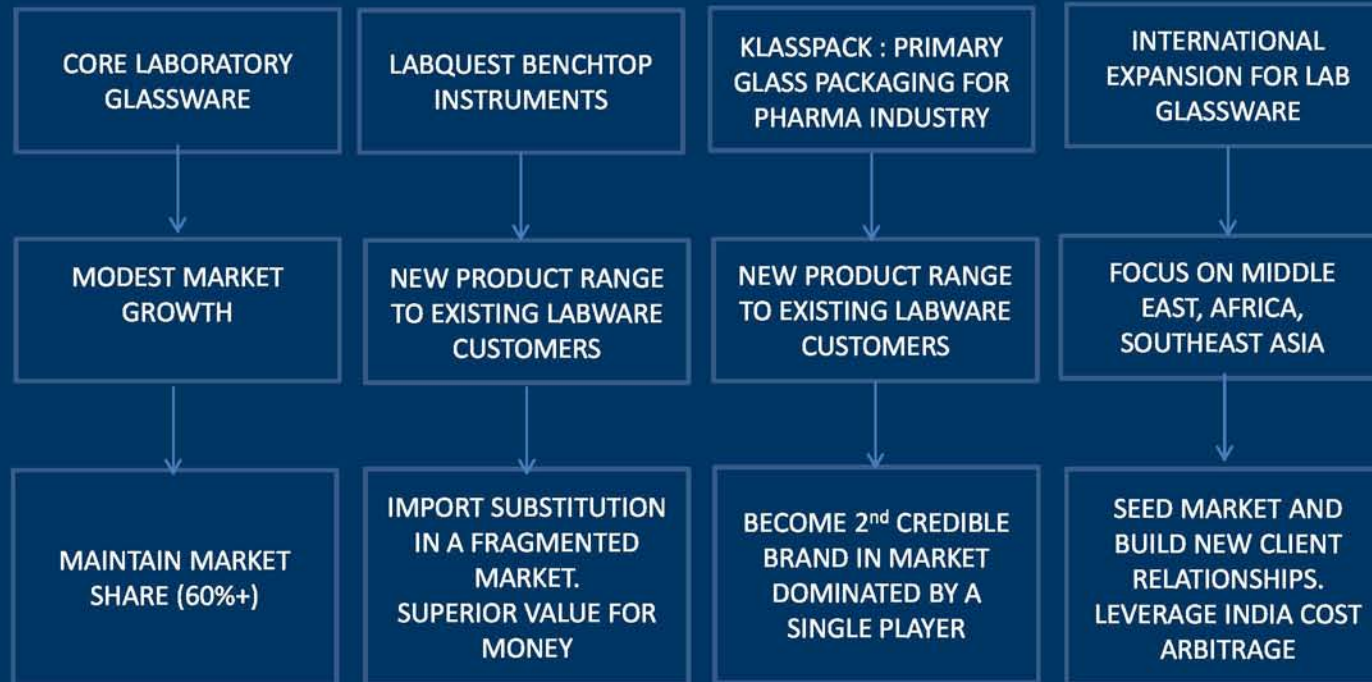 CORE LABORATORY
GLASSWARE
LABQUEST BENCHTOP
INSTRUMENTS
KLASSPACK : PRIMARY
GLASS PACKAGING FOR
PHARMA INDUSTRY
INTERNATIONAL
EXPANSION FOR LAB
GLASSWARE
MODEST MARKET
GROWTH
NEW PRODUCT RANGE
TO EXISTING LABWARE
CUSTOMERS
NEW PRODUCT RANGE
TO EXISTING LABWARE
CUSTOMERS
FOCUS ON MIDDLE
EAST, AFRICA,
SOUTHEAST ASIA
MAINTAIN MARKET
SHARE (60%+)
IMPORT SUBSTITUTION
IN A FRAGMENTED
MARKET.
SUPERIOR VALUE FOR
MONEY
BECOME 2nd CREDIBLE
BRAND IN MARKET
DOMINATED BY A
SINGLE PLAYER
SEED MARKET AND
BUILD NEW CLIENT
RELATIONSHIPS.
LEVERAGE INDIA COST
ARBITRAGE